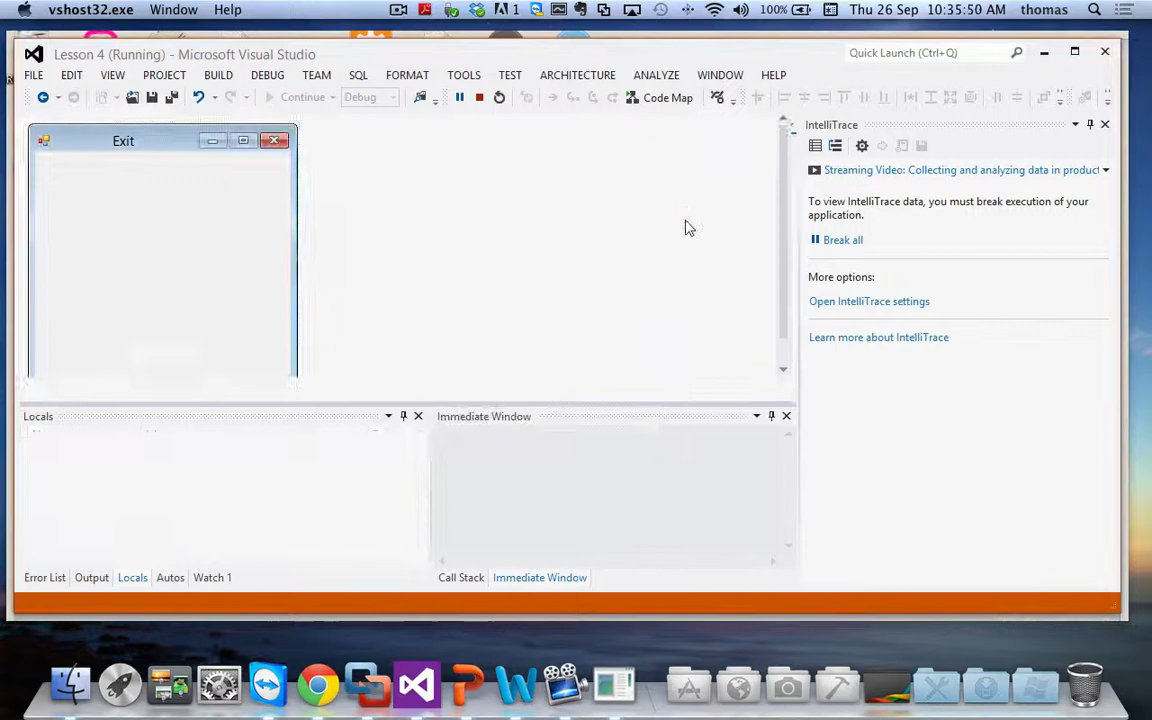 vshost32.exe Window Help 1 100% Thu 26 Sep 10:35:50 AM thomas
Lesson 4 (Running) - Microsoft Visual Studio Quick Launch (Ctrl+Q)
FILE EDIT VIEW PROJECT BUILD DEBUG TEAM SQL FORMAT TOOLS TEST ARCHITECTURE ANALYZE WINDOW HELP
Continue Debug Code Map
Exit
IntelliTrace
Streaming Video: Collecting and analyzing data in product
To view IntelliTrace data, you must break execution of your
application.
Break all
More options:
Open IntelliTrace settings
Learn more about IntelliTrace
Locals Immediate Window
Error List Output Locals Autos Watch 1 Call Stack Immediate Window